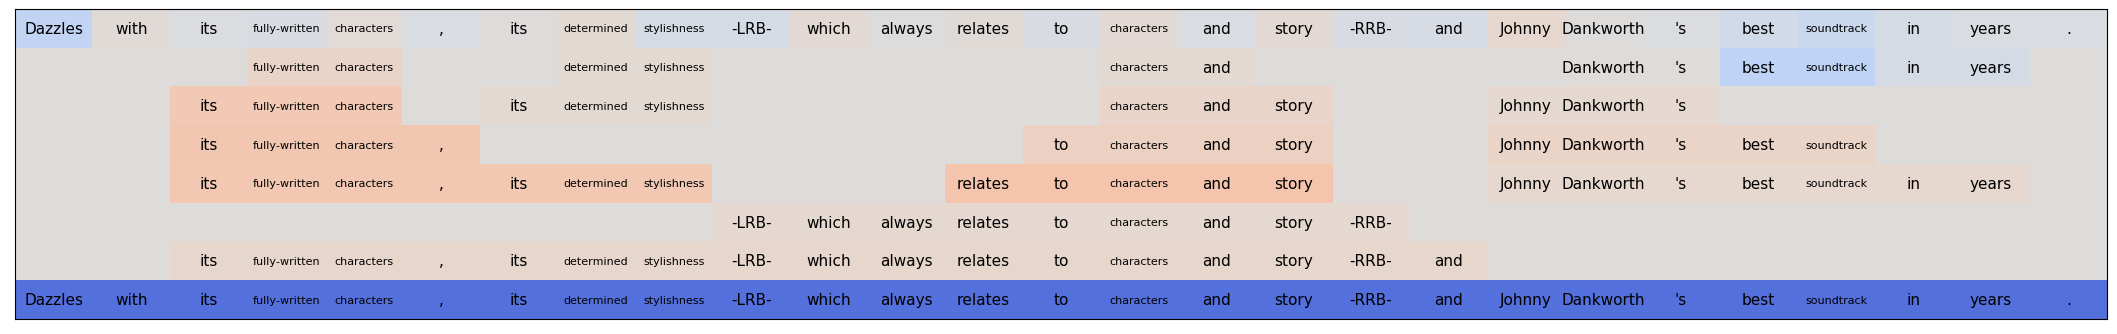 Dazzles with its fully-written characters , its determined stylishness -LRB- which always relates to characters and story -RRB- and Johnny Dankworth 's best soundtrack in years .
fully-written characters determined stylishness characters and Dankworth 's best soundtrack in years
its fully-written characters its determined stylishness characters and story Johnny Dankworth 's
its fully-written characters , to characters and story Johnny Dankworth 's best soundtrack
its fully-written characters , its determined stylishness relates to characters and story Johnny Dankworth 's best soundtrack in years
-LRB- which always relates to characters and story -RRB-
its fully-written characters , its determined stylishness -LRB- which always relates to characters and story -RRB- and
Dazzles with its fully-written characters , its determined stylishness -LRB- which always relates to characters and story -RRB- and Johnny Dankworth 's best soundtrack in years .